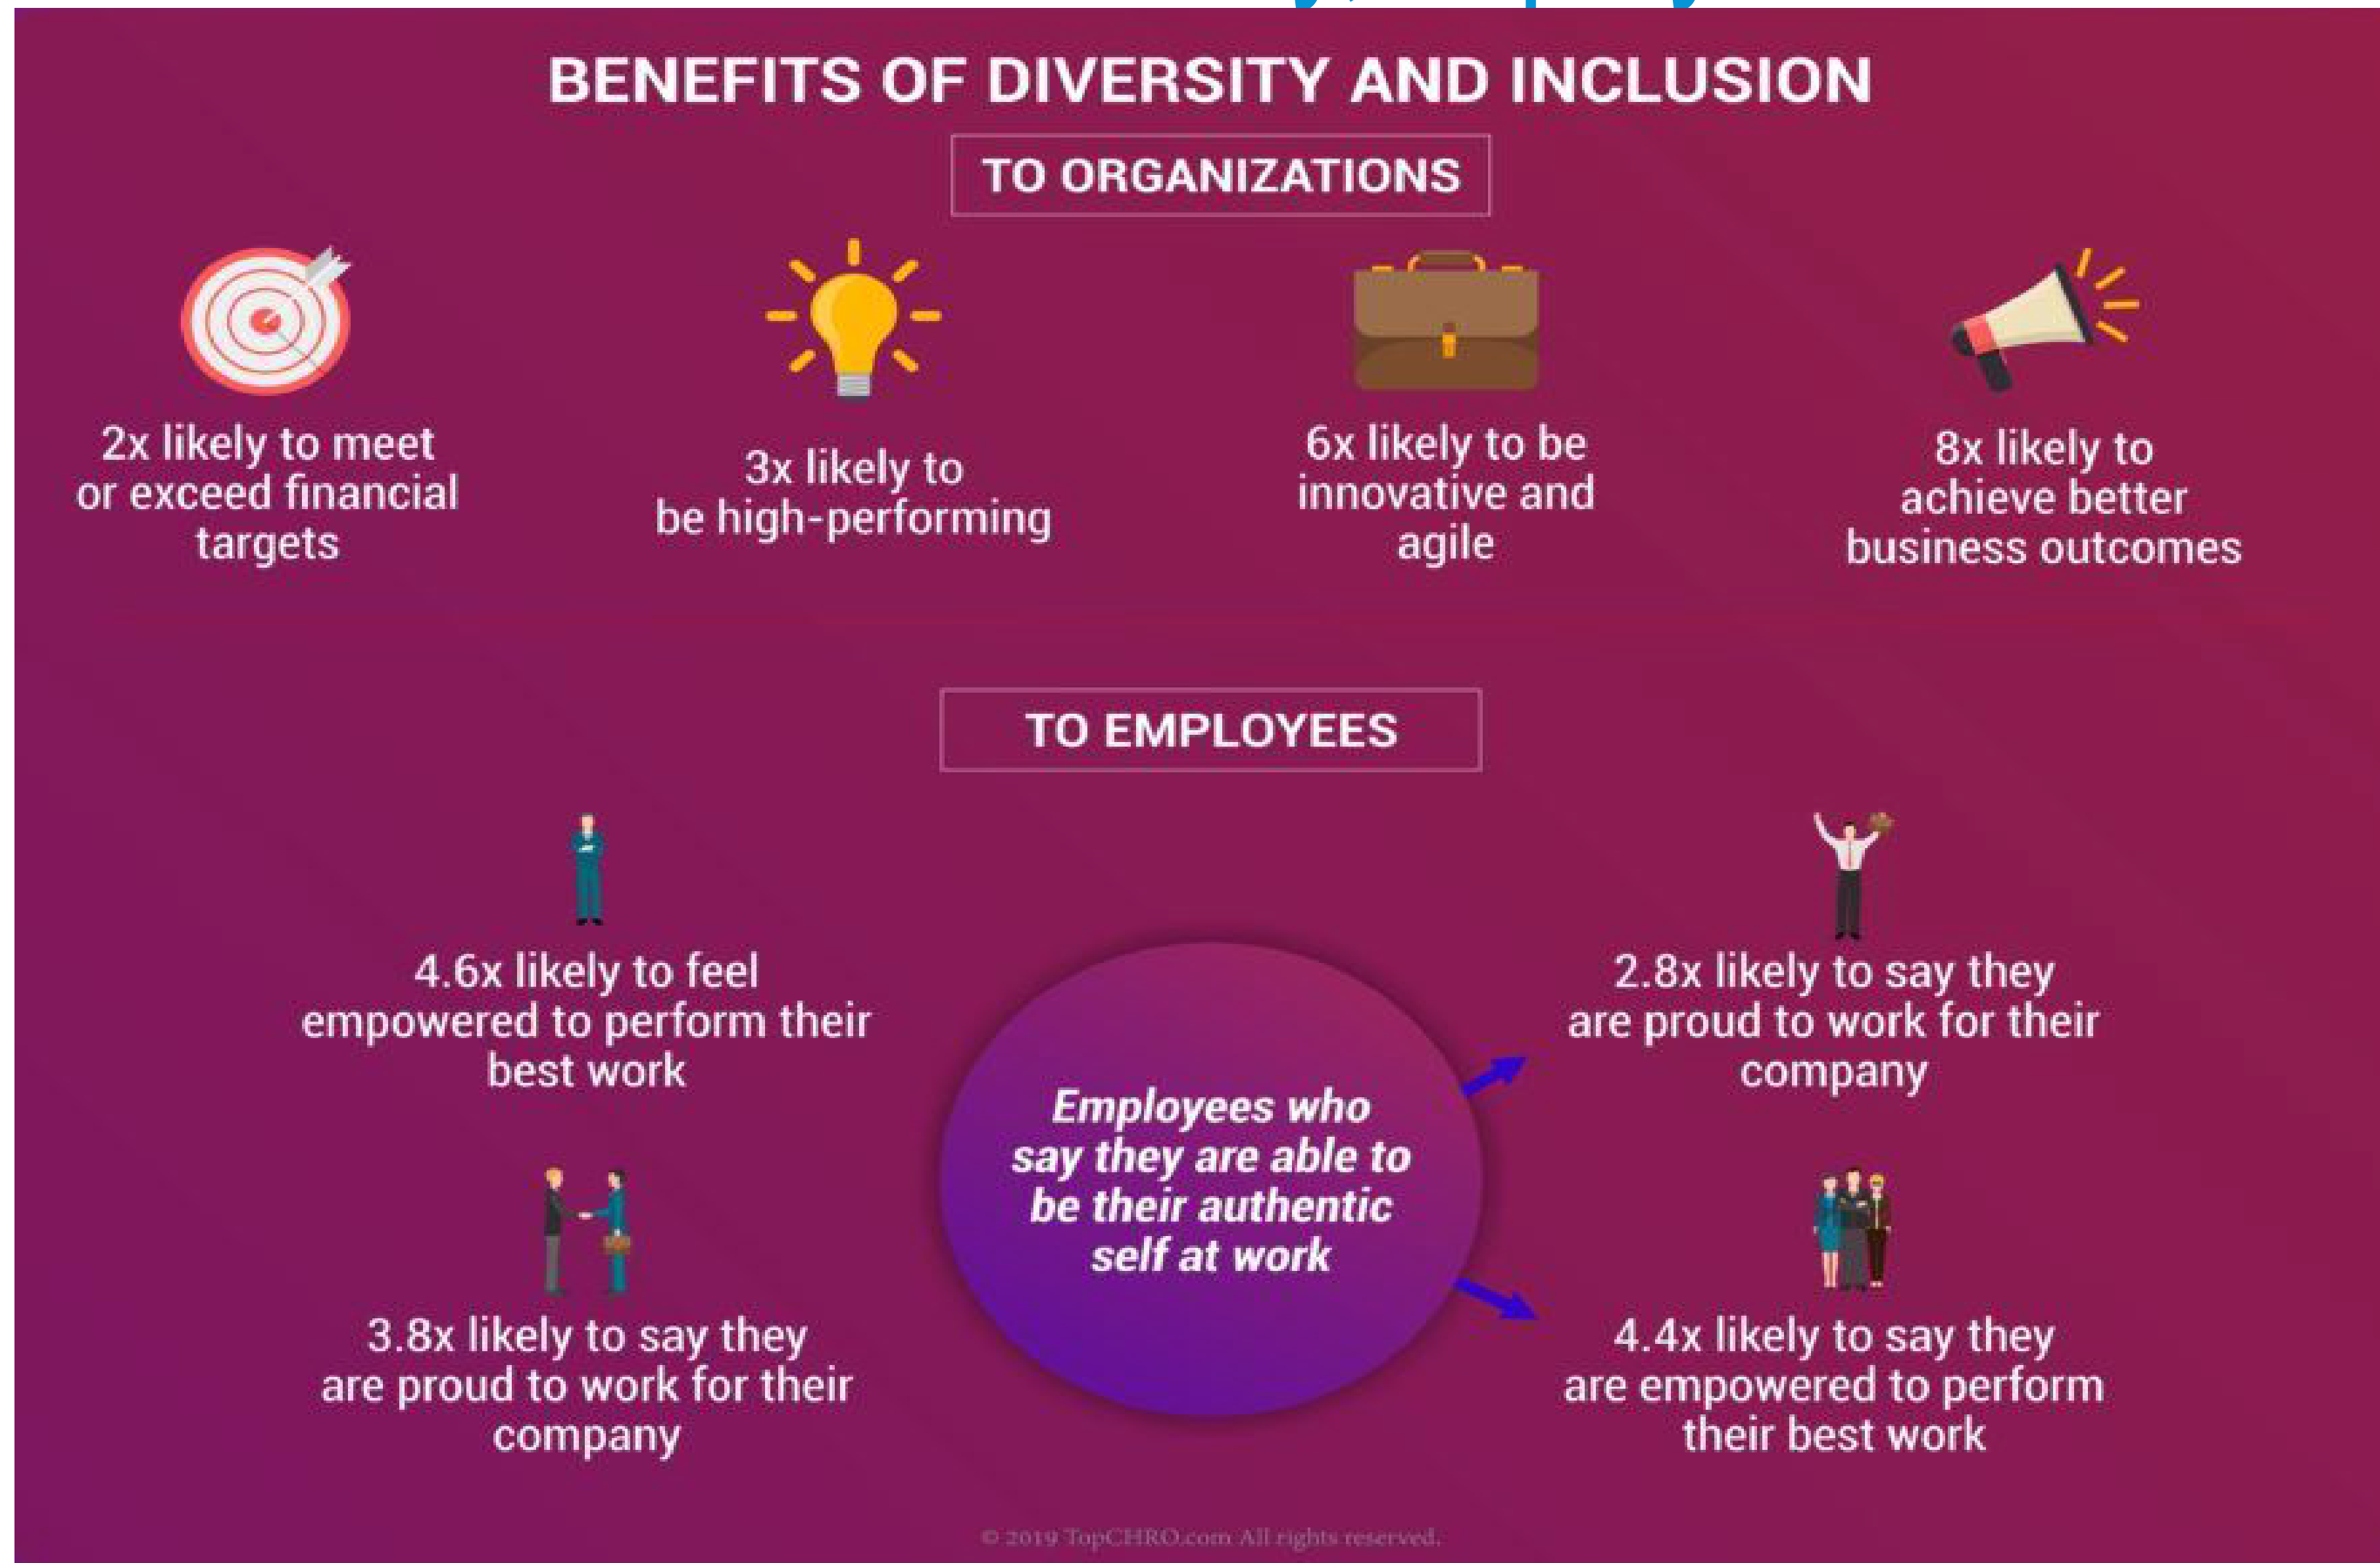 BENEFITS OF DIVERSITY AND INCLUSION
TO ORGANIZATIONS
2x likely to meet
or exceed financial
targets
3x likely to
be high-performing
6x likely to be
innovative and
agile
8x likely to
achieve better
business outcomes
TO EMPLOYEES
4.6x likely to feel
empowered to perform their
best work
3.8x likely to say they
are proud to work for their
company
Employees who
say they are able to
be their authentic
self at work
2.8x likely to say they
are proud to work for their
company
4.4x likely to say they
are empowered to perform
their best work
© 2019 TopCHRO.com All rights reserved.